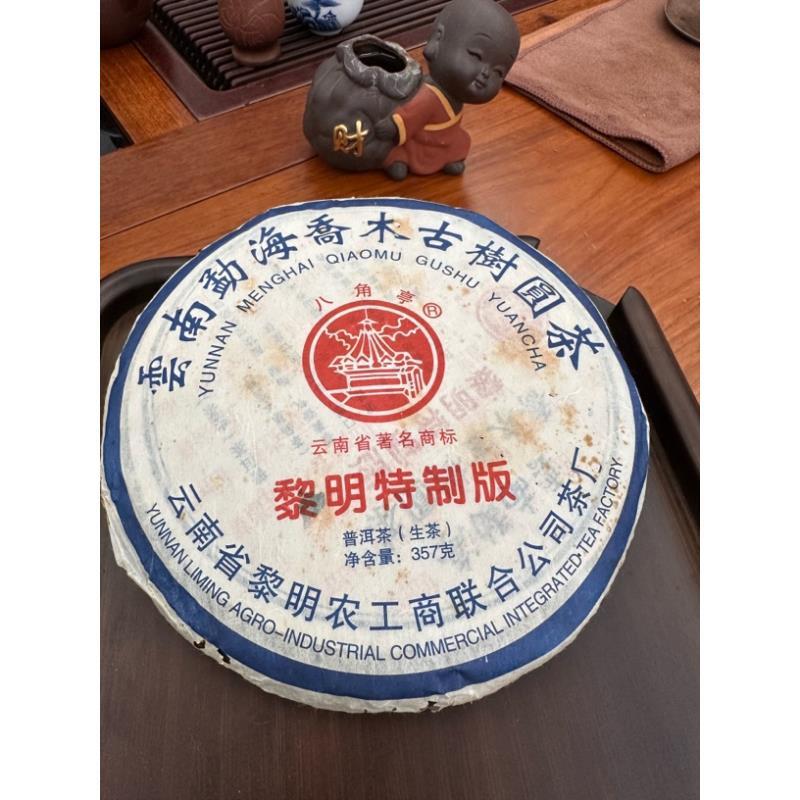 财
雲南勐海喬木古樹圓茶
YUNNAN MENGHAI QIAOMU GUSHU YUANCHA
八角亭®
云南省著名商标
黎明特制版
普洱茶（生茶）
净含量：357克
云南省黎明农工商联合公司茶厂
YUNNAN LIMING AGRO-INDUSTRIAL COMMERCIAL INTEGRATED·TEA FACTORY